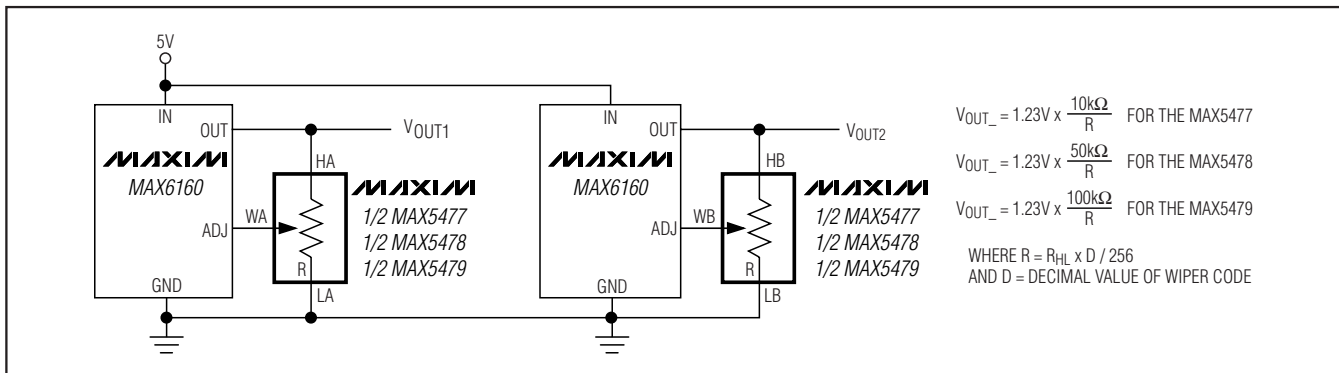 5V
IN
OUT
VOUT1
MAXIM
MAX6160
HA
WA
ADJ
R
LA
GND
MAXIM
1/2 MAX5477
1/2 MAX5478
1/2 MAX5479
IN
OUT
VOUT2
MAXIM
MAX6160
HB
WB
ADJ
R
LB
GND
MAXIM
1/2 MAX5477
1/2 MAX5478
1/2 MAX5479
VOUT_ = 1.23V x 10kΩ / R FOR THE MAX5477
VOUT_ = 1.23V x 50kΩ / R FOR THE MAX5478
VOUT_ = 1.23V x 100kΩ / R FOR THE MAX5479
WHERE R = RHL x D / 256
AND D = DECIMAL VALUE OF WIPER CODE